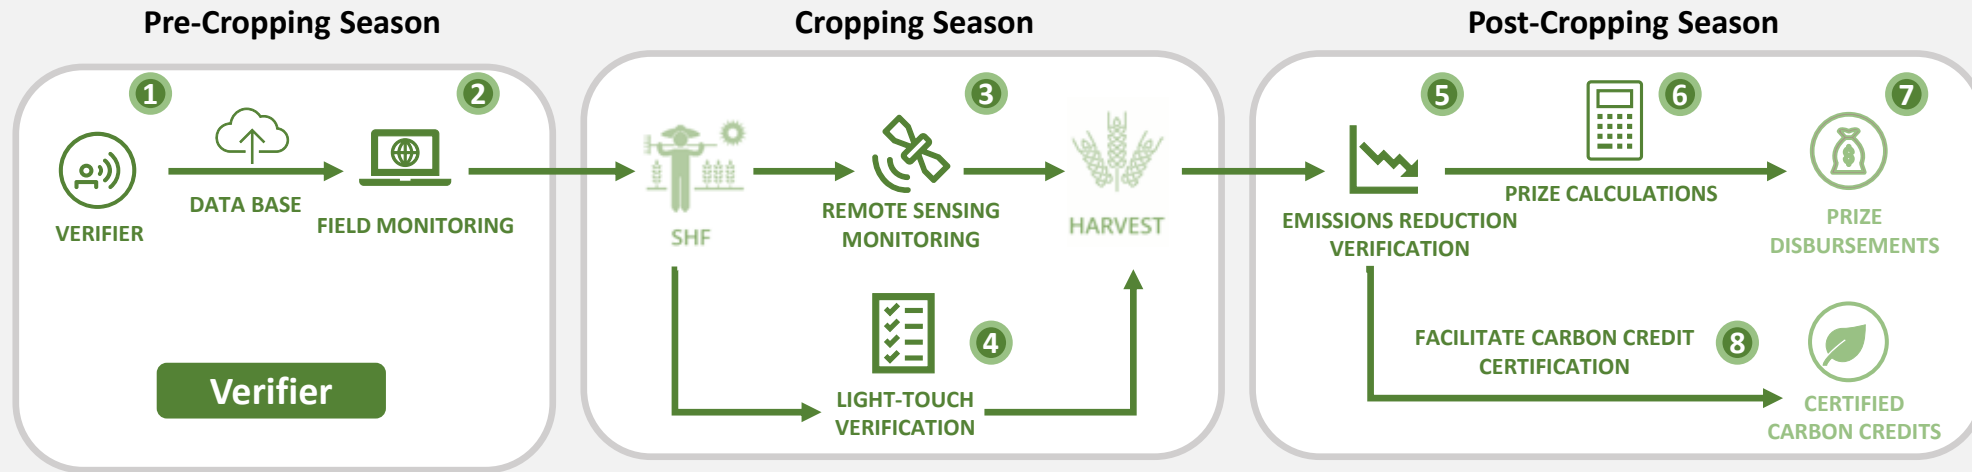 Pre-Cropping Season
Cropping Season
Post-Cropping Season
1
2
DATA BASE
VERIFIER
FIELD MONITORING
Verifier
3
SHF
REMOTE SENSING
MONITORING
HARVEST
4
LIGHT-TOUCH
VERIFICATION
5
6
7
EMISSIONS REDUCTION
VERIFICATION
PRIZE CALCULATIONS
PRIZE
DISBURSEMENTS
FACILITATE CARBON CREDIT
CERTIFICATION
8
CERTIFIED
CARBON CREDITS